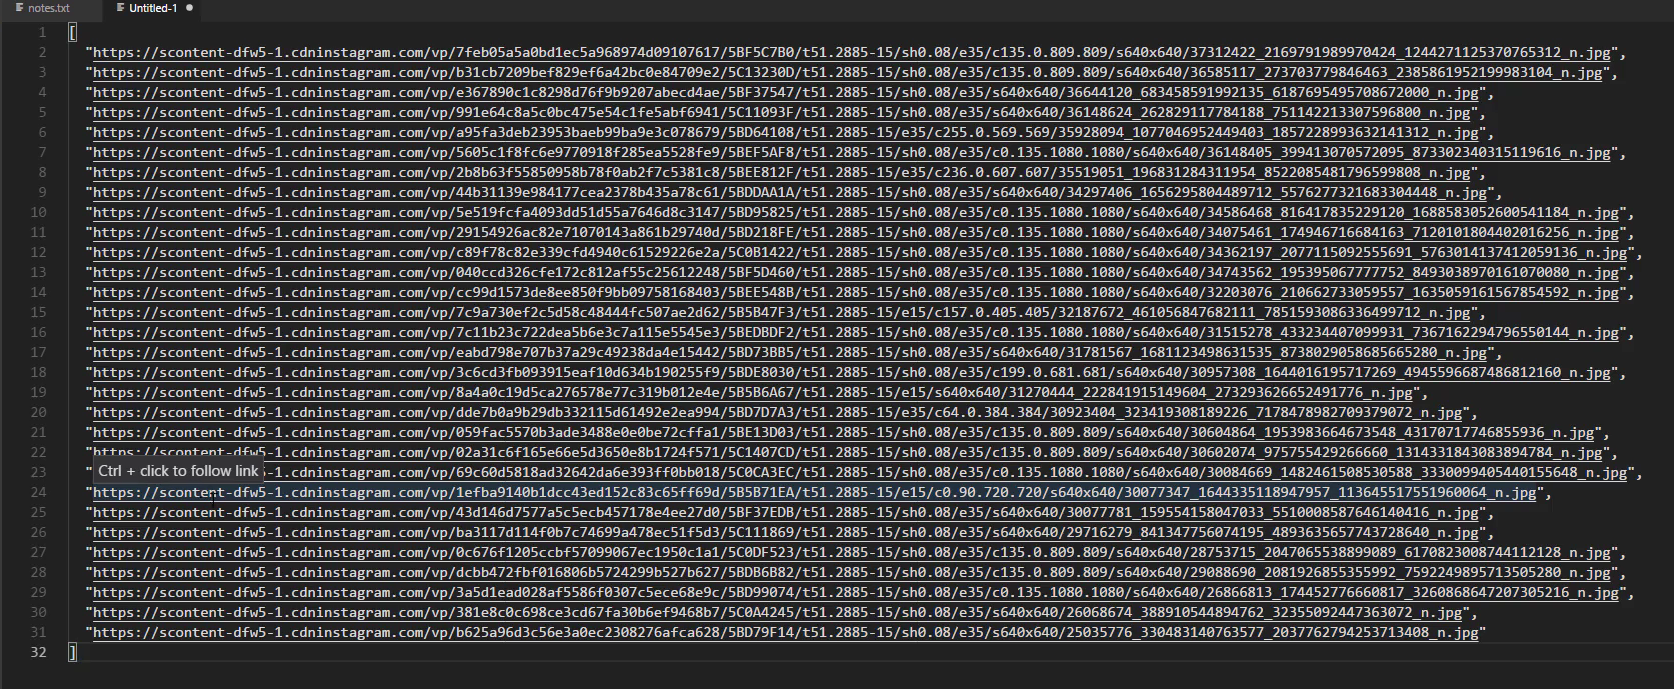 notes.txt
Untitled-1
1 [
2 "https://scontent-dfw5-1.cdninstagram.com/vp/7feb05a5a0bd1ec5a968974d09107617/5BF5C7B0/t51.2885-15/sh0.08/e35/c135.0.809.809/s640x640/37312422_2169791989970424_1244271125370765312_n.jpg",
3 "https://scontent-dfw5-1.cdninstagram.com/vp/b31cb7209bef829ef6a42bc0e84709e2/5C13230D/t51.2885-15/sh0.08/e35/c135.0.809.809/s640x640/36585117_273703779846463_2385861952199983104_n.jpg",
4 "https://scontent-dfw5-1.cdninstagram.com/vp/e367890c1c8298d76f9b9207abecd4ae/5BF37547/t51.2885-15/sh0.08/e35/s640x640/36644120_683458591992135_6187695495708672000_n.jpg",
5 "https://scontent-dfw5-1.cdninstagram.com/vp/991e64c8a5c0bc475e54c1fe5abf6941/5C11093F/t51.2885-15/sh0.08/e35/s640x640/36148624_262829117784188_751142213307596800_n.jpg",
6 "https://scontent-dfw5-1.cdninstagram.com/vp/a95fa3deb23953baeb99ba9e3c078679/5BD64108/t51.2885-15/e35/c255.0.569.569/35928094_1077046952449403_1857228993632141312_n.jpg",
7 "https://scontent-dfw5-1.cdninstagram.com/vp/5605c1f8fc6e9770918f285ea5528fe9/5BEF5AF8/t51.2885-15/sh0.08/e35/c0.135.1080.1080/s640x640/36148405_399413070572095_873302340315119616_n.jpg",
8 "https://scontent-dfw5-1.cdninstagram.com/vp/2b8b63f55850958b78f0ab2f7c5381c8/5BEE812F/t51.2885-15/e35/c236.0.607.607/35519051_196831284311954_8522085481796599808_n.jpg",
9 "https://scontent-dfw5-1.cdninstagram.com/vp/44b31139e984177cea2378b435a78c61/5BDDAA1A/t51.2885-15/sh0.08/e35/s640x640/34297406_1656295804489712_5576277321683304448_n.jpg",
10 "https://scontent-dfw5-1.cdninstagram.com/vp/5e519fcfa4093dd51d55a7646d8c3147/5BD95825/t51.2885-15/sh0.08/e35/c0.135.1080.1080/s640x640/34586468_816417835229120_1688583052600541184_n.jpg",
11 "https://scontent-dfw5-1.cdninstagram.com/vp/29154926ac82e71070143a861b29740d/5BD218FE/t51.2885-15/sh0.08/e35/c0.135.1080.1080/s640x640/34075461_174946716684163_7120101804402016256_n.jpg",
12 "https://scontent-dfw5-1.cdninstagram.com/vp/c89f78c82e339cfd4940c61529226e2a/5C0B1422/t51.2885-15/sh0.08/e35/c0.135.1080.1080/s640x640/34362197_2077115092555691_5763014137412059136_n.jpg",
13 "https://scontent-dfw5-1.cdninstagram.com/vp/040ccd326cfe172c812af55c25612248/5BF5D460/t51.2885-15/sh0.08/e35/c0.135.1080.1080/s640x640/34743562_195395067777752_8493038970161070080_n.jpg",
14 "https://scontent-dfw5-1.cdninstagram.com/vp/cc99d1573de8ee850f9bb09758168403/5BEE548B/t51.2885-15/sh0.08/e35/c0.135.1080.1080/s640x640/32203076_210662733059557_1635059161567854592_n.jpg",
15 "https://scontent-dfw5-1.cdninstagram.com/vp/7c9a730ef2c5d58c48444fc507ae2d62/5B5B47F3/t51.2885-15/e15/c157.0.405.405/32187672_461056847682111_7851593086336499712_n.jpg",
16 "https://scontent-dfw5-1.cdninstagram.com/vp/7c11b23c722dea5b6e3c7a115e5545e3/5BEDBDF2/t51.2885-15/sh0.08/e35/c0.135.1080.1080/s640x640/31515278_433234407099931_7367162294796550144_n.jpg",
17 "https://scontent-dfw5-1.cdninstagram.com/vp/eabd798e707b37a29c49238da4e15442/5BD73BB5/t51.2885-15/sh0.08/e35/s640x640/31781567_1681123498631535_8738029058685665280_n.jpg",
18 "https://scontent-dfw5-1.cdninstagram.com/vp/3c6cd3fb093915eaf10d634b190255f9/5BDE8030/t51.2885-15/sh0.08/e35/c199.0.681.681/s640x640/30957308_1644016195717269_4945596687486812160_n.jpg",
19 "https://scontent-dfw5-1.cdninstagram.com/vp/8a4a0c19d5ca276578e77c319b012e4e/5B5B6A67/t51.2885-15/e15/s640x640/31270444_222841915149604_273293626652491776_n.jpg",
20 "https://scontent-dfw5-1.cdninstagram.com/vp/dde7b0a9b29db332115d61492e2ea994/5BD7D7A3/t51.2885-15/e35/c64.0.384.384/30923404_323419308189226_7178478982709379072_n.jpg",
21 "https://scontent-dfw5-1.cdninstagram.com/vp/059fac5570b3ade3488e0e0be72cffa1/5BE13D03/t51.2885-15/sh0.08/e35/c135.0.809.809/s640x640/30604864_1953983664673548_43170717746855936_n.jpg",
22 "https://scontent-dfw5-1.cdninstagram.com/vp/02a31c6f165e66e5d3650e8b1724f571/5C1407CD/t51.2885-15/sh0.08/e35/c135.0.809.809/s640x640/30602074_975755429266660_1314331843083894784_n.jpg",
Ctrl + click to follow link
23 "5-1.cdninstagram.com/vp/69c60d5818ad32642da6e393ff0bb018/5C0CA3EC/t51.2885-15/sh0.08/e35/c0.135.1080.1080/s640x640/30084669_1482461508530588_3330099405440155648_n.jpg",
24 "https://scontent-dfw5-1.cdninstagram.com/vp/1efba9140b1dcc43ed152c83c65ff69d/5B5B71EA/t51.2885-15/e15/c0.90.720.720/s640x640/30077347_1644335118947957_113645517551960064_n.jpg",
25 "https://scontent-dfw5-1.cdninstagram.com/vp/43d146d7577a5c5ecb457178e4ee27d0/5BF37EDB/t51.2885-15/sh0.08/e35/s640x640/30077781_159554158047033_5510008587646140416_n.jpg",
26 "https://scontent-dfw5-1.cdninstagram.com/vp/ba3117d114f0b7c74699a478ec51f5d3/5C111869/t51.2885-15/sh0.08/e35/s640x640/29716279_841347756074195_4893635657743728640_n.jpg",
27 "https://scontent-dfw5-1.cdninstagram.com/vp/0c676f1205ccbf57099067ec1950c1a1/5C0DF523/t51.2885-15/sh0.08/e35/c135.0.809.809/s640x640/28753715_2047065538899089_6170823008744112128_n.jpg",
28 "https://scontent-dfw5-1.cdninstagram.com/vp/dcbb472fbf016806b5724299b527b627/5BDB6B82/t51.2885-15/sh0.08/e35/c135.0.809.809/s640x640/29088690_2081926855355992_7592249895713505280_n.jpg",
29 "https://scontent-dfw5-1.cdninstagram.com/vp/3a5d1ead028af5586f0307c5ece68e9c/5BD99074/t51.2885-15/sh0.08/e35/c0.135.1080.1080/s640x640/26866813_174452776660817_3260868647207305216_n.jpg",
30 "https://scontent-dfw5-1.cdninstagram.com/vp/381e8c0c698ce3cd67fa30b6ef9468b7/5C0A4245/t51.2885-15/sh0.08/e35/s640x640/26068674_388910544894762_32355092447363072_n.jpg",
31 "https://scontent-dfw5-1.cdninstagram.com/vp/b625a96d3c56e3a0ec2308276afca628/5BD79F14/t51.2885-15/sh0.08/e35/s640x640/25035776_330483140763577_2037762794253713408_n.jpg"
32 ]